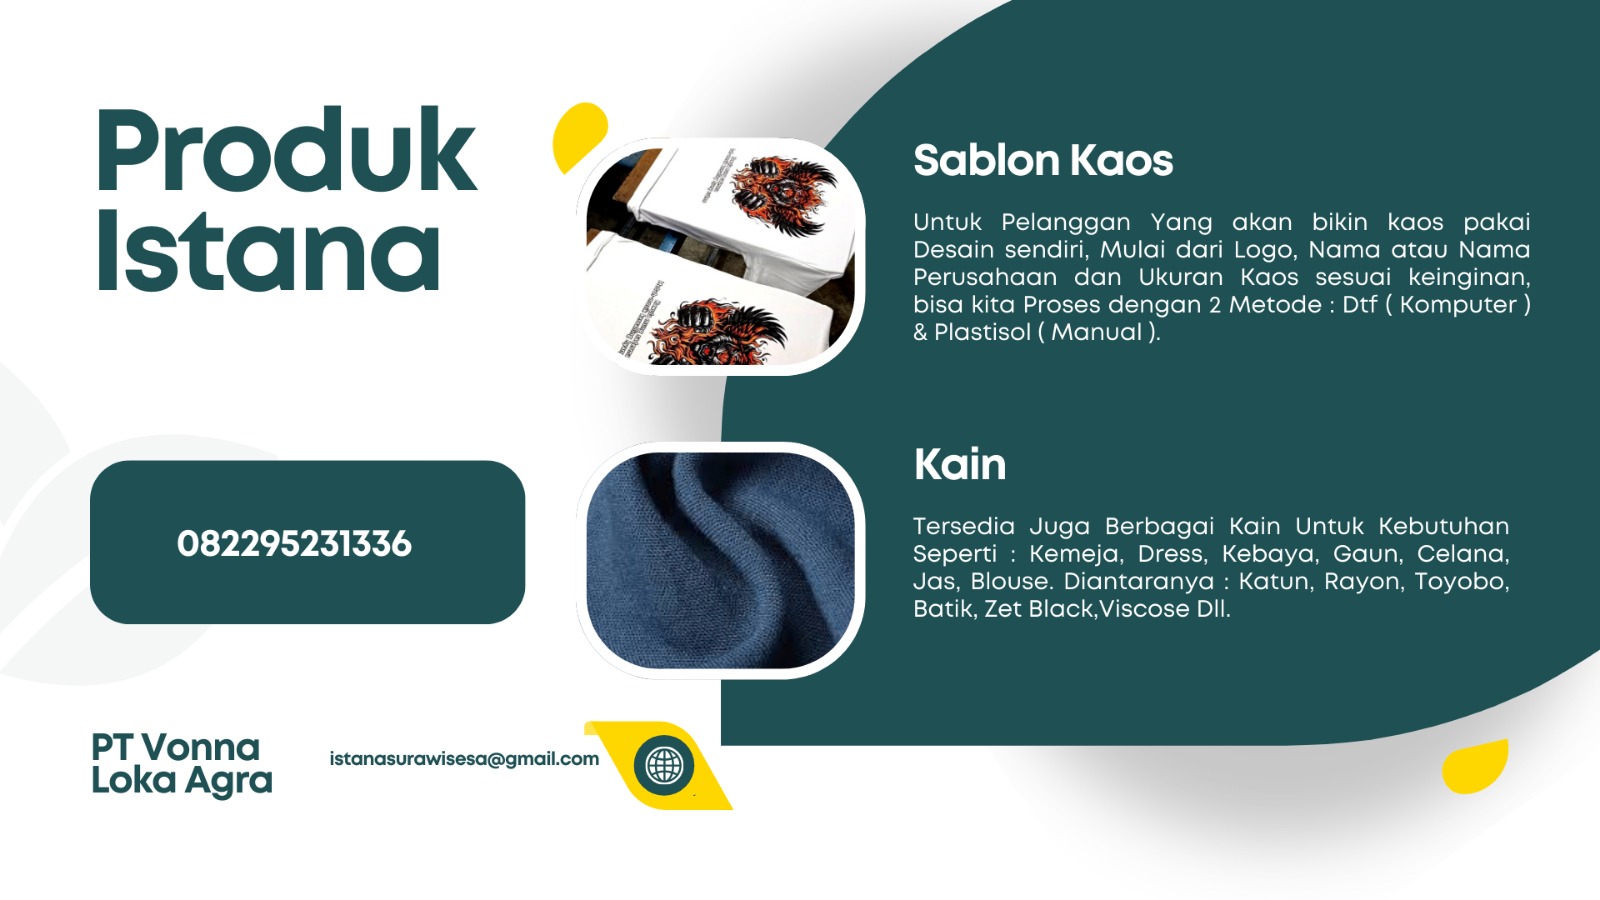 Produk
Istana
Sablon Kaos
Untuk Pelanggan Yang akan bikin kaos pakai
Desain sendiri, Mulai dari Logo, Nama atau Nama
Perusahaan dan Ukuran Kaos sesuai keinginan,
bisa kita Proses dengan 2 Metode : Dtf ( Komputer )
& Plastisol ( Manual ).
Kain
Tersedia Juga Berbagai Kain Untuk Kebutuhan
Seperti : Kemeja, Dress, Kebaya, Gaun, Celana,
Jas, Blouse. Diantaranya : Katun, Rayon, Toyobo,
Batik, Zet Black,Viscose Dll.
082295231336
PT Vonna
Loka Agra
istanasurawisesa@gmail.com